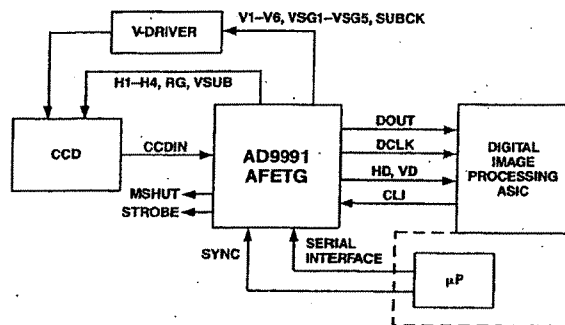 V1–V6, VSG1–VSG5, SUBCK
V-DRIVER
H1–H4, RG, VSUB
CCD
CCDIN
AD9991
AFETG
DOUT
DCLK
HD, VD
CLI
DIGITAL
IMAGE
PROCESSING
ASIC
MSHUT
STROBE
SYNC
SERIAL
INTERFACE
μP